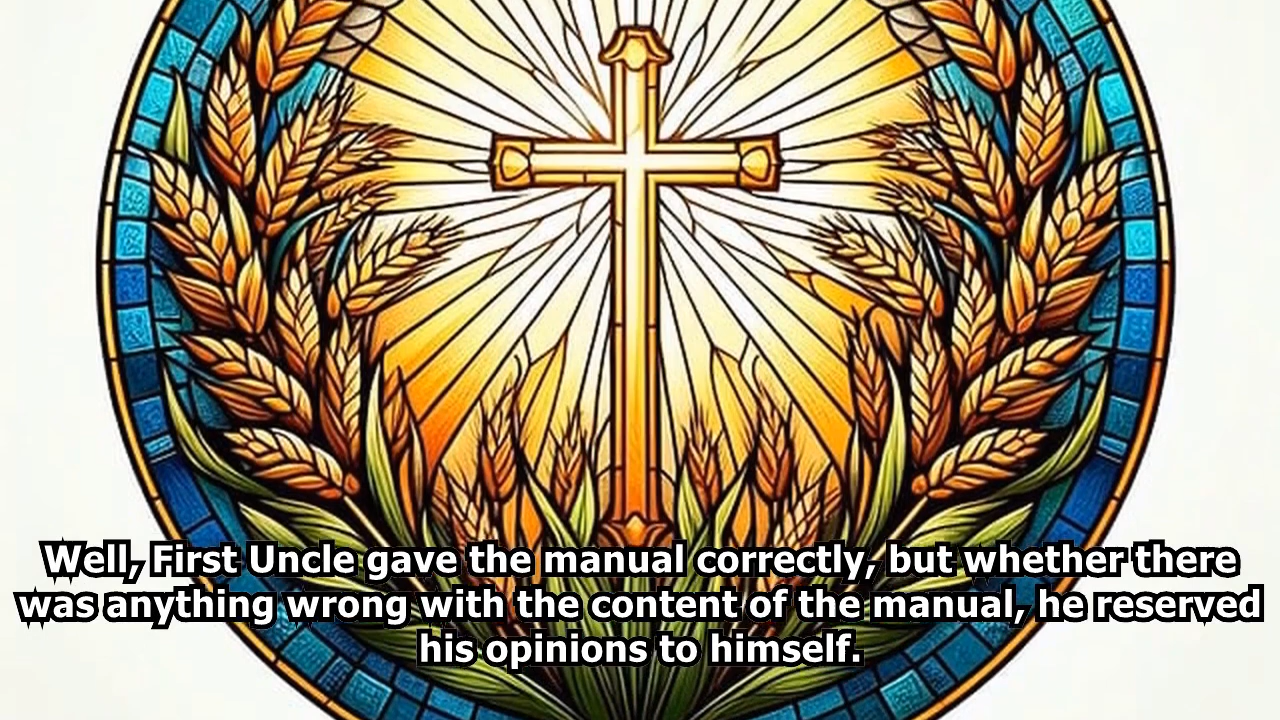 Well, First Uncle gave the manual correctly, but whether there
was anything wrong with the content of the manual, he reserved
his opinions to himself.